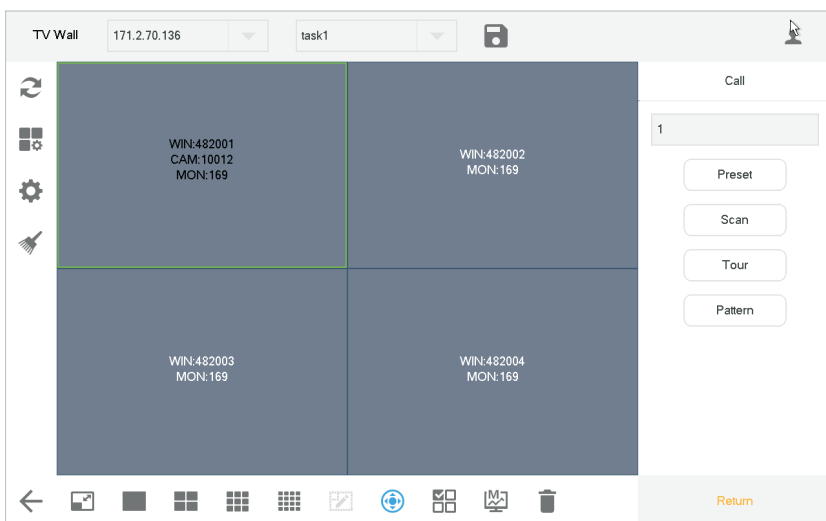 TV Wall
171.2.70.136
task1
Call
1
WIN:482001
CAM:10012
MON:169
WIN:482002
MON:169
Preset
Scan
Tour
Pattern
WIN:482003
MON:169
WIN:482004
MON:169
M
Return